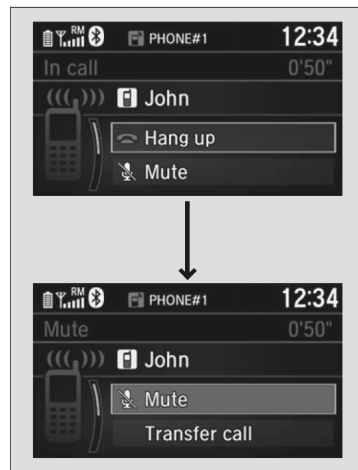 RM PHONE#1 12:34
In call 0'50"
John
Hang up
Mute
RM PHONE#1 12:34
Mute 0'50"
John
Mute
Transfer call